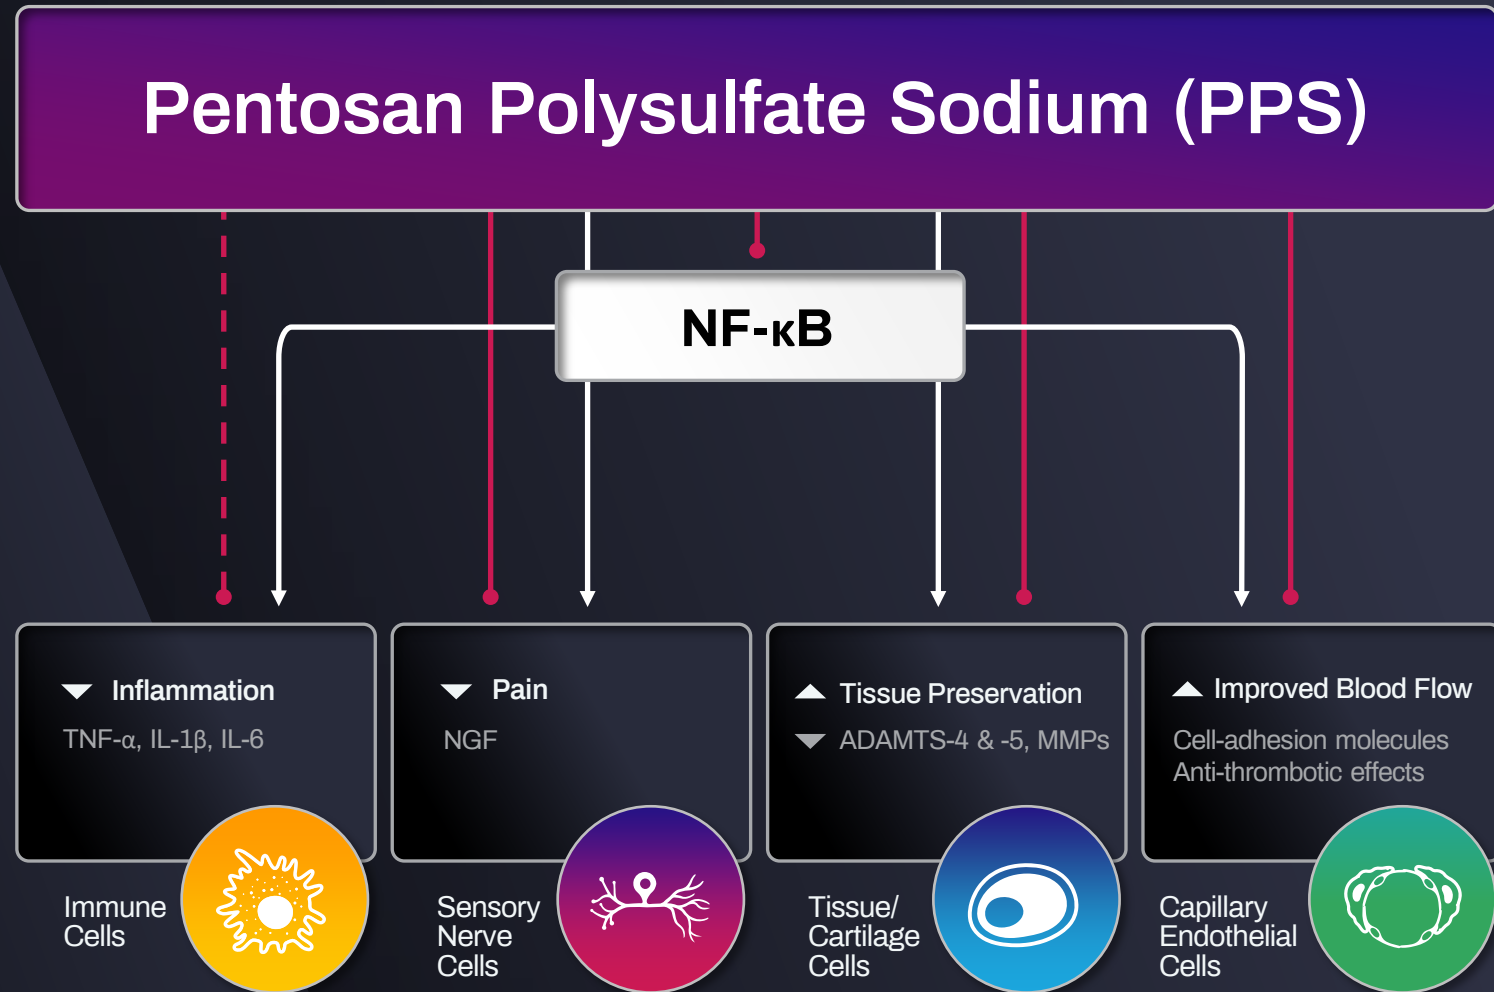 Pentosan Polysulfate Sodium (PPS)
NF-κB
Inflammation
TNF-α, IL-1β, IL-6
Pain
NGF
Tissue Preservation
ADAMTS-4 & -5, MMPs
Improved Blood Flow
Cell-adhesion molecules
Anti-thrombotic effects
Immune
Cells
Sensory
Nerve
Cells
Tissue/
Cartilage
Cells
Capillary
Endothelial
Cells